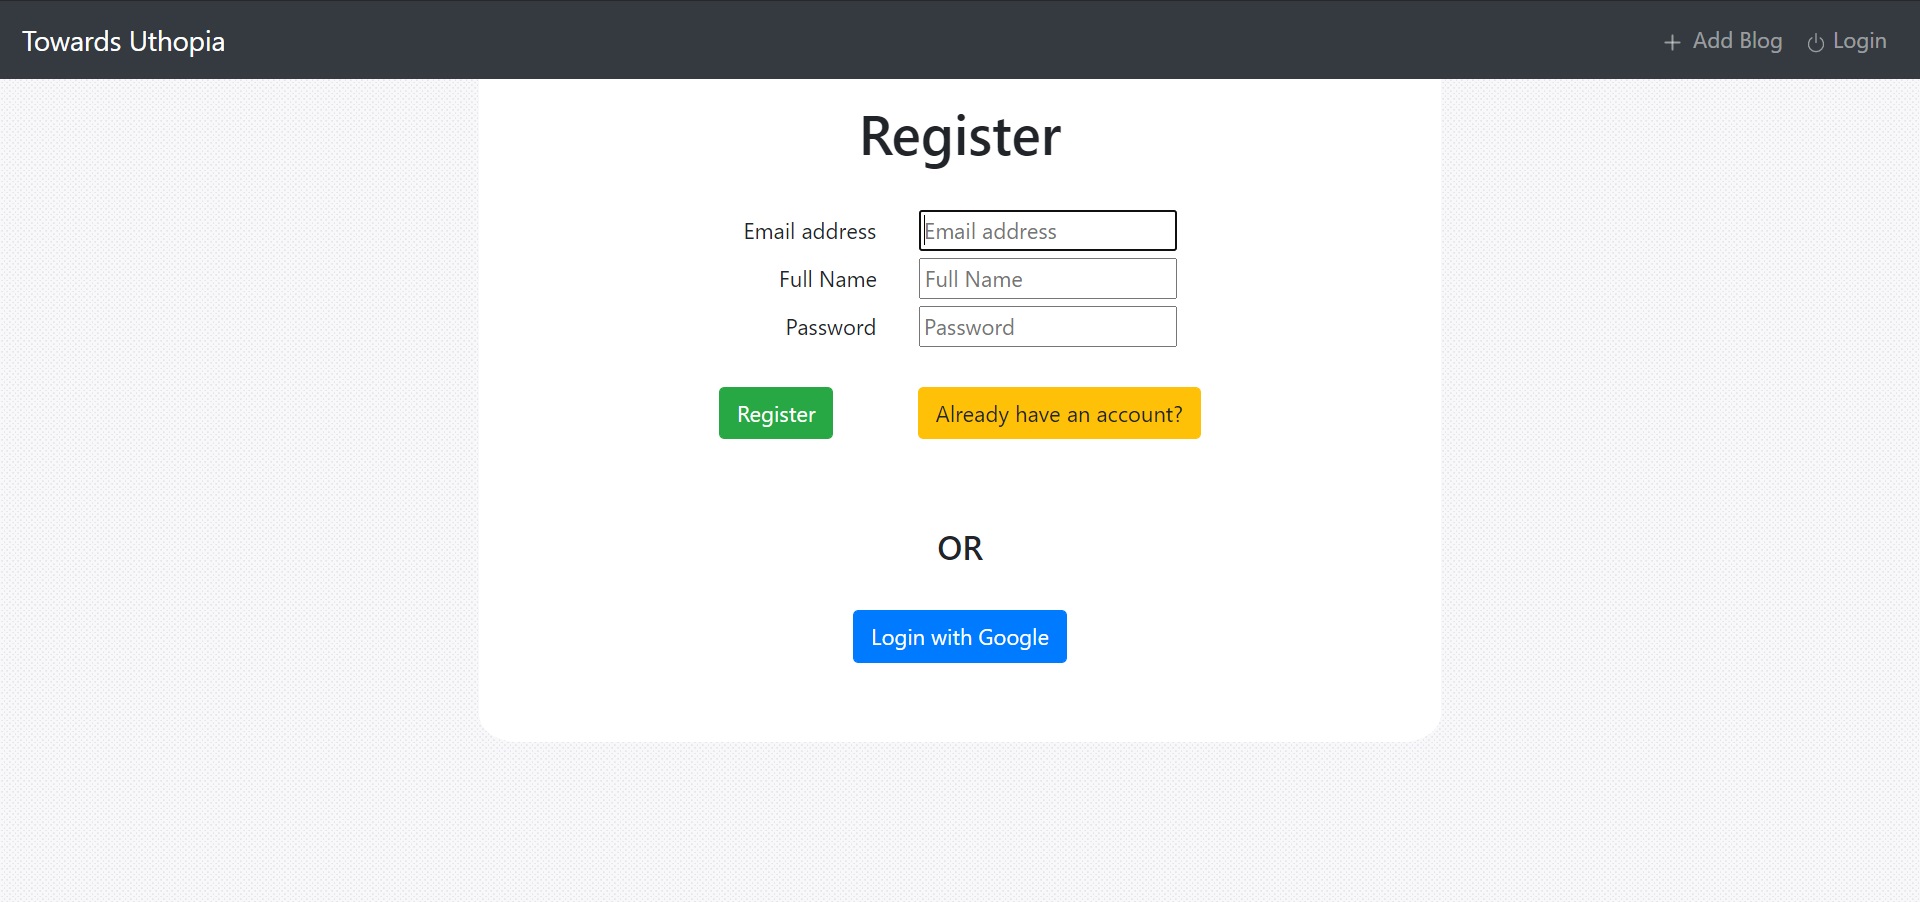 Towards Uthopia
Add Blog Login
Register
Email address Email address
Full Name Full Name
Password Password
Register Already have an account?
OR
Login with Google